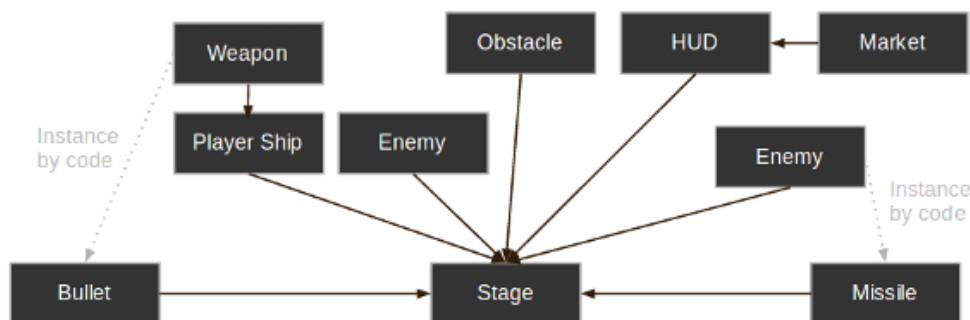 Weapon
Obstacle
HUD
Market
Instance
by code
Player Ship
Enemy
Enemy
Instance
by code
Bullet
Stage
Missile